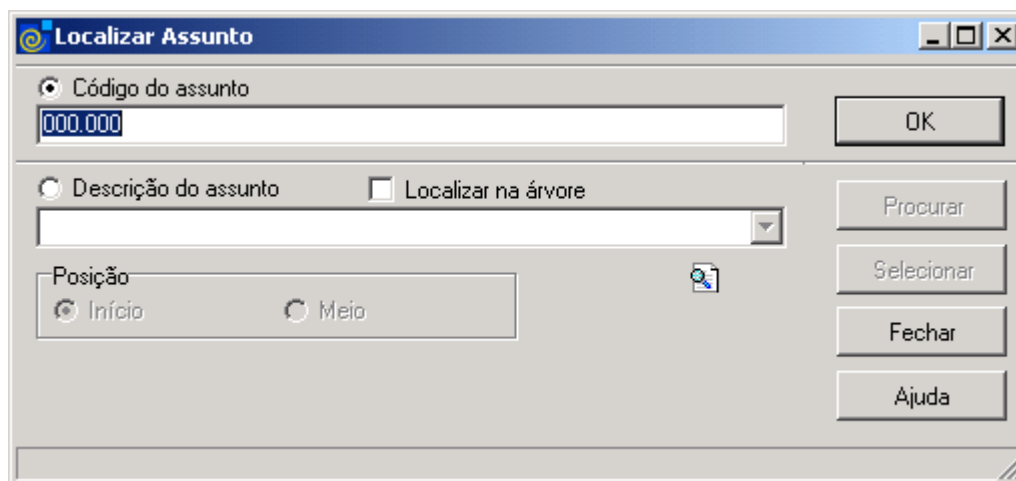 Localizar Assunto
Código do assunto
000.000
OK
Descrição do assunto Localizar na árvore
Procurar
Posição
Início Meio
Selecionar
Fechar
Ajuda